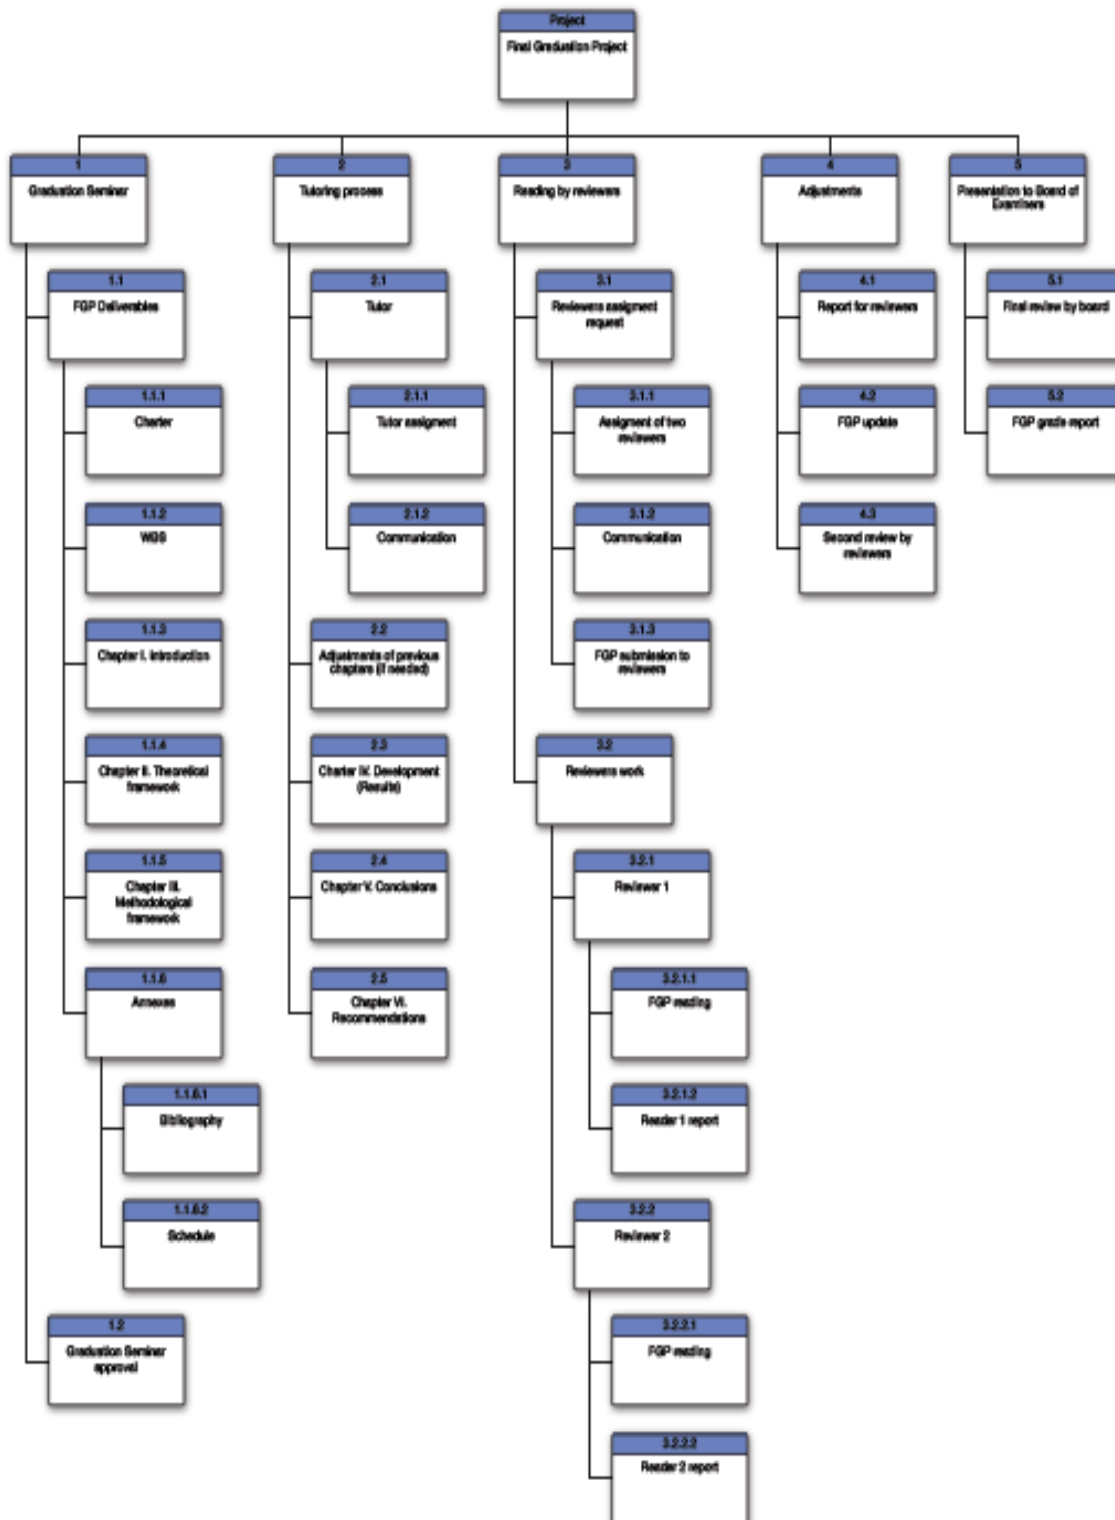 Project
Final Graduation Project
1
Graduation Seminar
2
Tutoring process
3
Reading by reviewers
4
Adjustments
5
Presentation to Board of
Examiners
1.1
FGP Deliverables
1.1.1
Charter
1.1.2
WBS
1.1.3
Chapter I. Introduction
1.1.4
Chapter II. Theoretical
framework
1.1.5
Chapter III.
Methodological
framework
1.1.6
Annexes
1.1.6.1
Bibliography
1.1.6.2
Schedule
1.2
Graduation Seminar
approval
2.1
Tutor
2.1.1
Tutor assigment
2.1.2
Communication
2.2
Adjustments of previous
chapters (if needed)
2.3
Charter IV. Development
(Results)
2.4
Chapter V. Conclusions
2.5
Chapter VI.
Recommendations
3.1
Reviewers assigment
request
3.1.1
Assigment of two
reviewers
3.1.2
Communication
3.1.3
FGP submission to
reviewers
3.2
Reviewers work
3.2.1
Reviewer 1
3.2.1.1
FGP reading
3.2.1.2
Reader 1 report
3.2.2
Reviewer 2
3.2.2.1
FGP reading
3.2.2.2
Reader 2 report
4.1
Report for reviewers
4.2
FGP update
4.3
Second review by
reviewers
5.1
Final review by board
5.2
FGP grade report